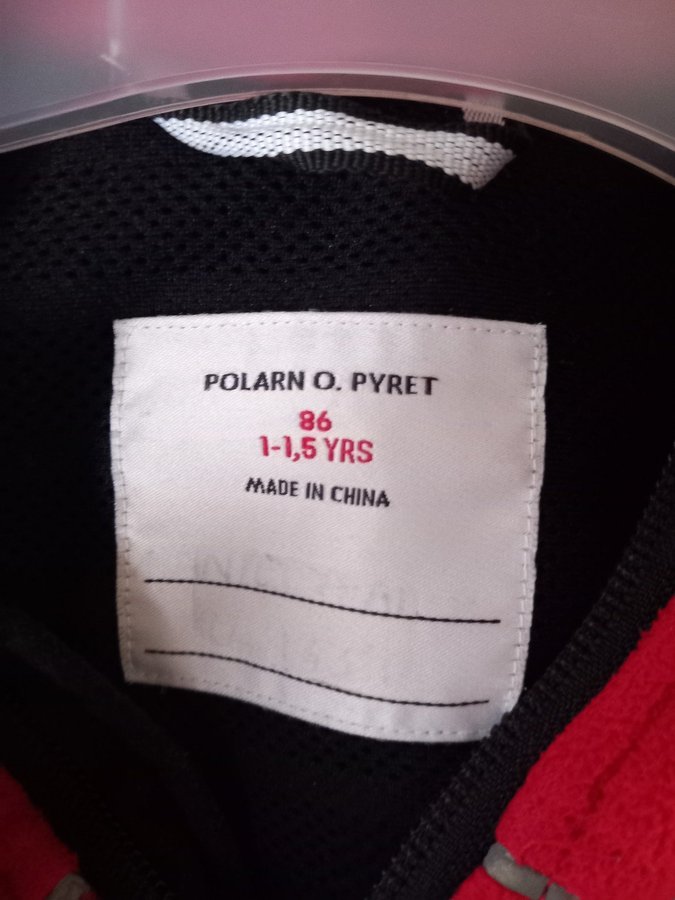 POLARN O. PYRET
86
1-1,5 YRS
MADE IN CHINA